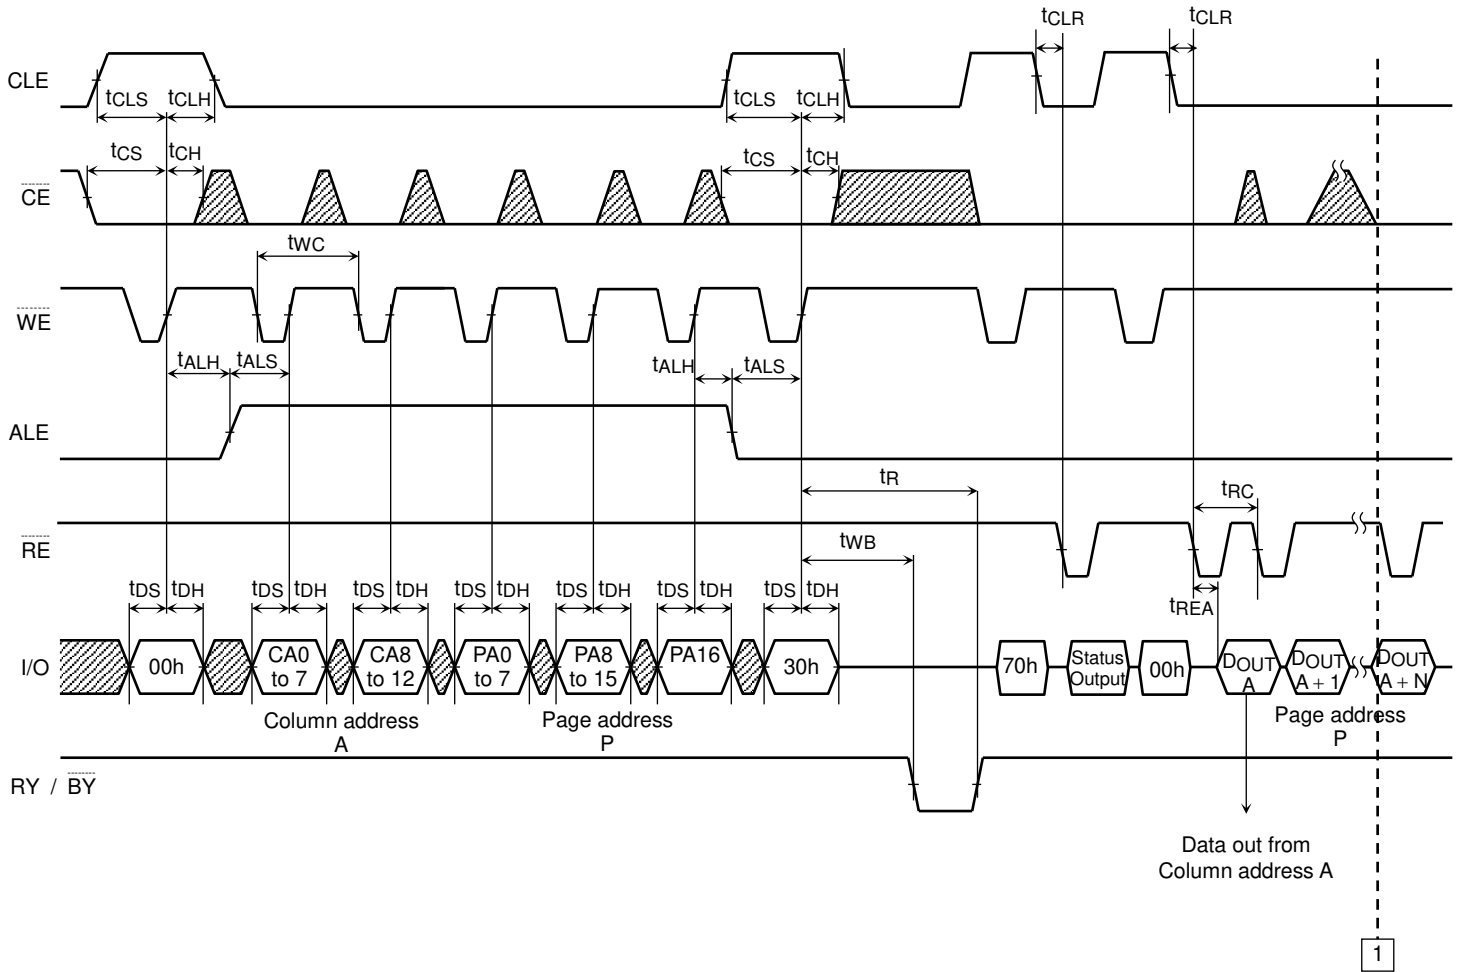 tCLR
tCLR
CLE
tCLS
tCLH
tCLS
tCLH
tCS
tCH
tCS
tCH
CE
tWC
WE
tALH
tALS
tALH
tALS
ALE
tR
tRC
tWB
RE
tDS
tDH
tDS
tDH
tDS
tDH
tDS
tDH
tDS
tDH
tDS
tDH
tDS
tDH
tREA
I/O
00h
CA0
to 7
CA8
to 12
PA0
to 7
PA8
to 15
PA16
30h
70h
Status
Output
00h
DOUT
A
DOUT
A + 1
DOUT
A + N
Column address
A
Page address
P
Page address
P
RY / BY
Data out from
Column address A
1